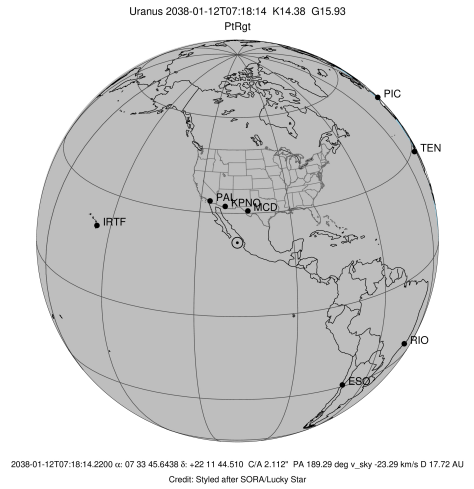 Uranus 2038-01-12T07:18:14 K14.38 G15.93
PtRgt
PIC
TEN
PAL
KPNO
MCD
IRTF
RIO
ESO
2038-01-12T07:18:14.2200 α: 07 33 45.6438 δ: +22 11 44.510 C/A 2.112" PA 189.29 deg v_sky -23.29 km/s D 17.72 AU
Credit: Styled after SORA/Lucky Star